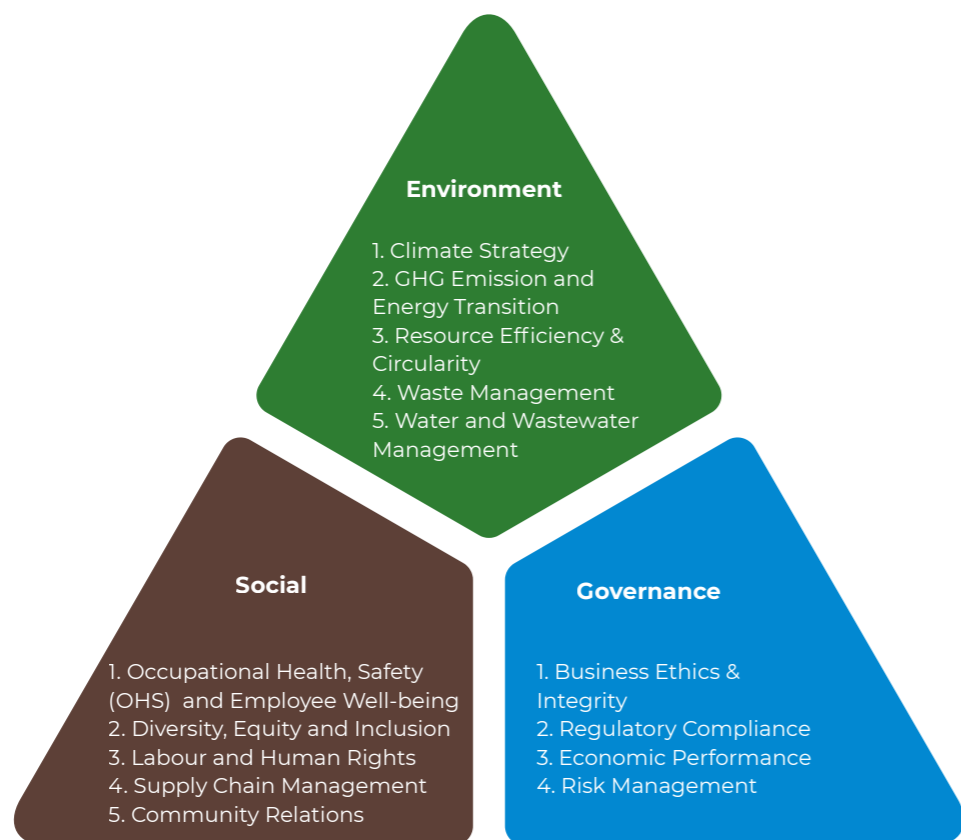 Environment
1. Climate Strategy
2. GHG Emission and
Energy Transition
3. Resource Efficiency &
Circularity
4. Waste Management
5. Water and Wastewater
Management
Social
1. Occupational Health, Safety
(OHS)  and Employee Well-being
2. Diversity, Equity and Inclusion
3. Labour and Human Rights
4. Supply Chain Management
5. Community Relations
Governance
1. Business Ethics &
Integrity
2. Regulatory Compliance
3. Economic Performance
4. Risk Management